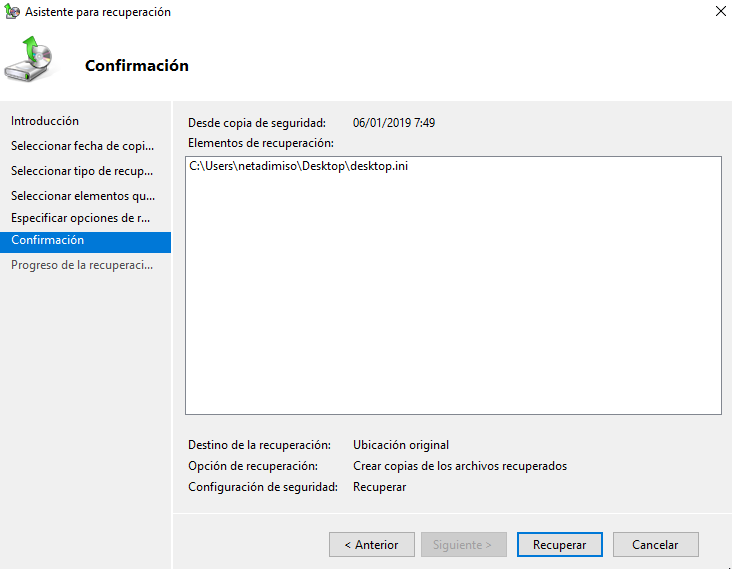 Asistente para recuperación
Confirmación
Introducción
Seleccionar fecha de copi...
Seleccionar tipo de recup...
Seleccionar elementos qu...
Especificar opciones de r...
Confirmación
Progreso de la recuperaci...
Desde copia de seguridad: 06/01/2019 7:49
Elementos de recuperación:
C:\Users\netadimiso\Desktop\desktop.ini
Destino de la recuperación: Ubicación original
Opción de recuperación: Crear copias de los archivos recuperados
Configuración de seguridad: Recuperar
< Anterior Siguiente > Recuperar Cancelar